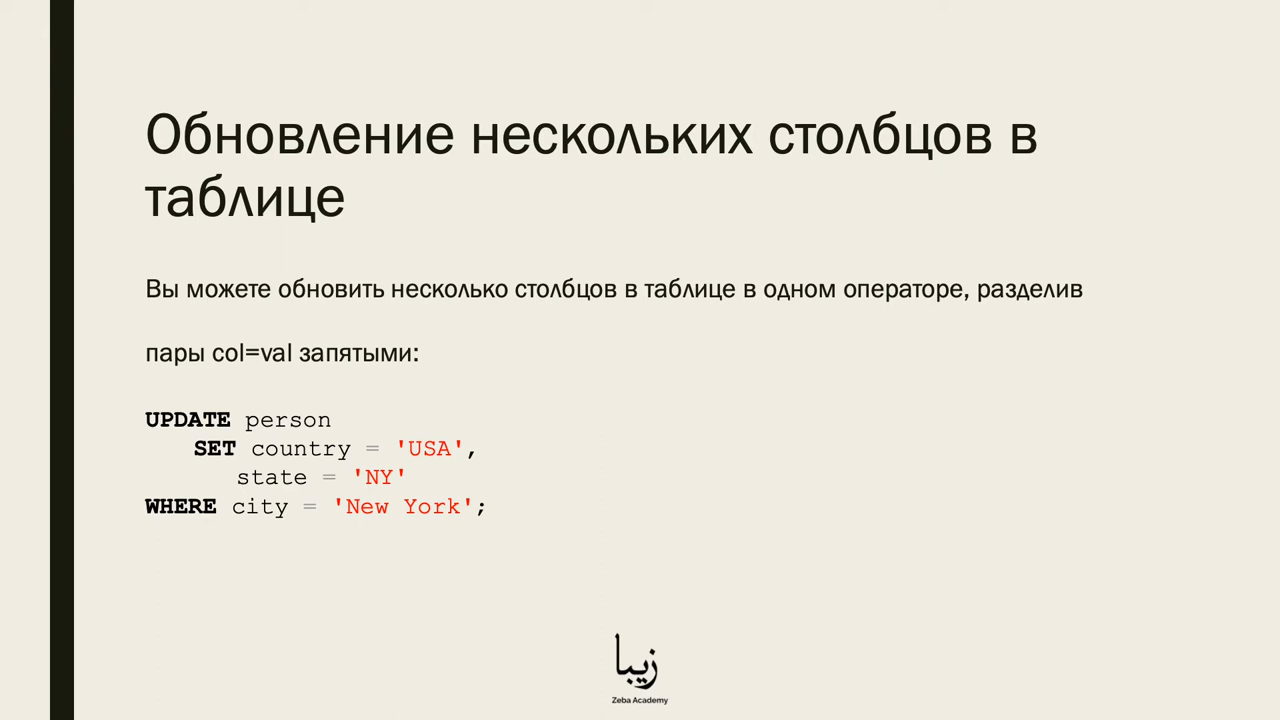 Обновление нескольких столбцов в
таблице
Вы можете обновить несколько столбцов в таблице в одном операторе, разделив
пары col=val запятыми:
UPDATE person
SET country = 'USA',
state = 'NY'
WHERE city = 'New York';
زيبا
Zeba Academy